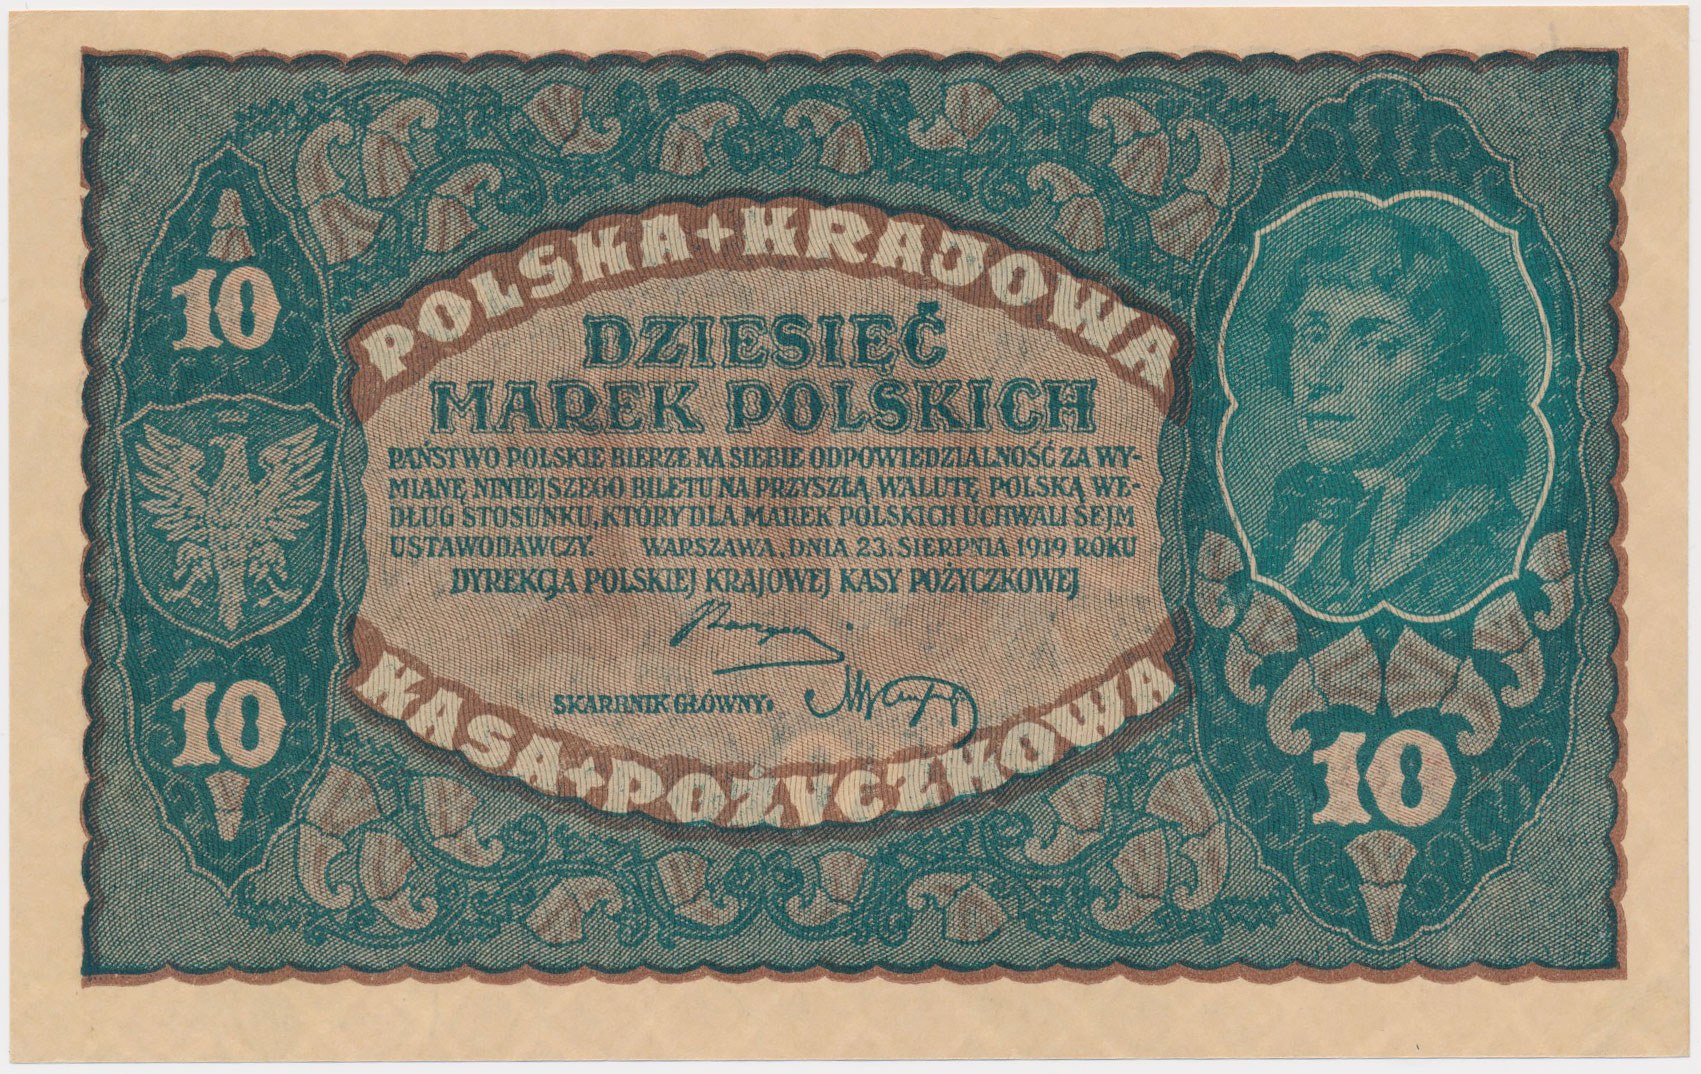 POLSKA + KRAJOWA
10
DZIESIĘĆ
MAREK POLSKICH
PAŃSTWO POLSKIE BIERZE NA SIEBIE ODPOWIEDZIALNOŚĆ ZA WY-
MIANĘ NINIEJSZEGO BILETU NA PRZYSZŁĄ WALUTĘ POLSKĄ WE-
DŁUG STOSUNKU, KTÓRY DLA MAREK POLSKICH UCHWALI SEJM
USTAWODAWCZY. WARSZAWA, DNIA 23. SIERPNIA 1919 ROKU
DYREKCJA POLSKIEJ KRAJOWEJ KASY POŻYCZKOWEJ
SKARBNIK GŁÓWNY:
10
10
KASA + POŻYCZKOWA